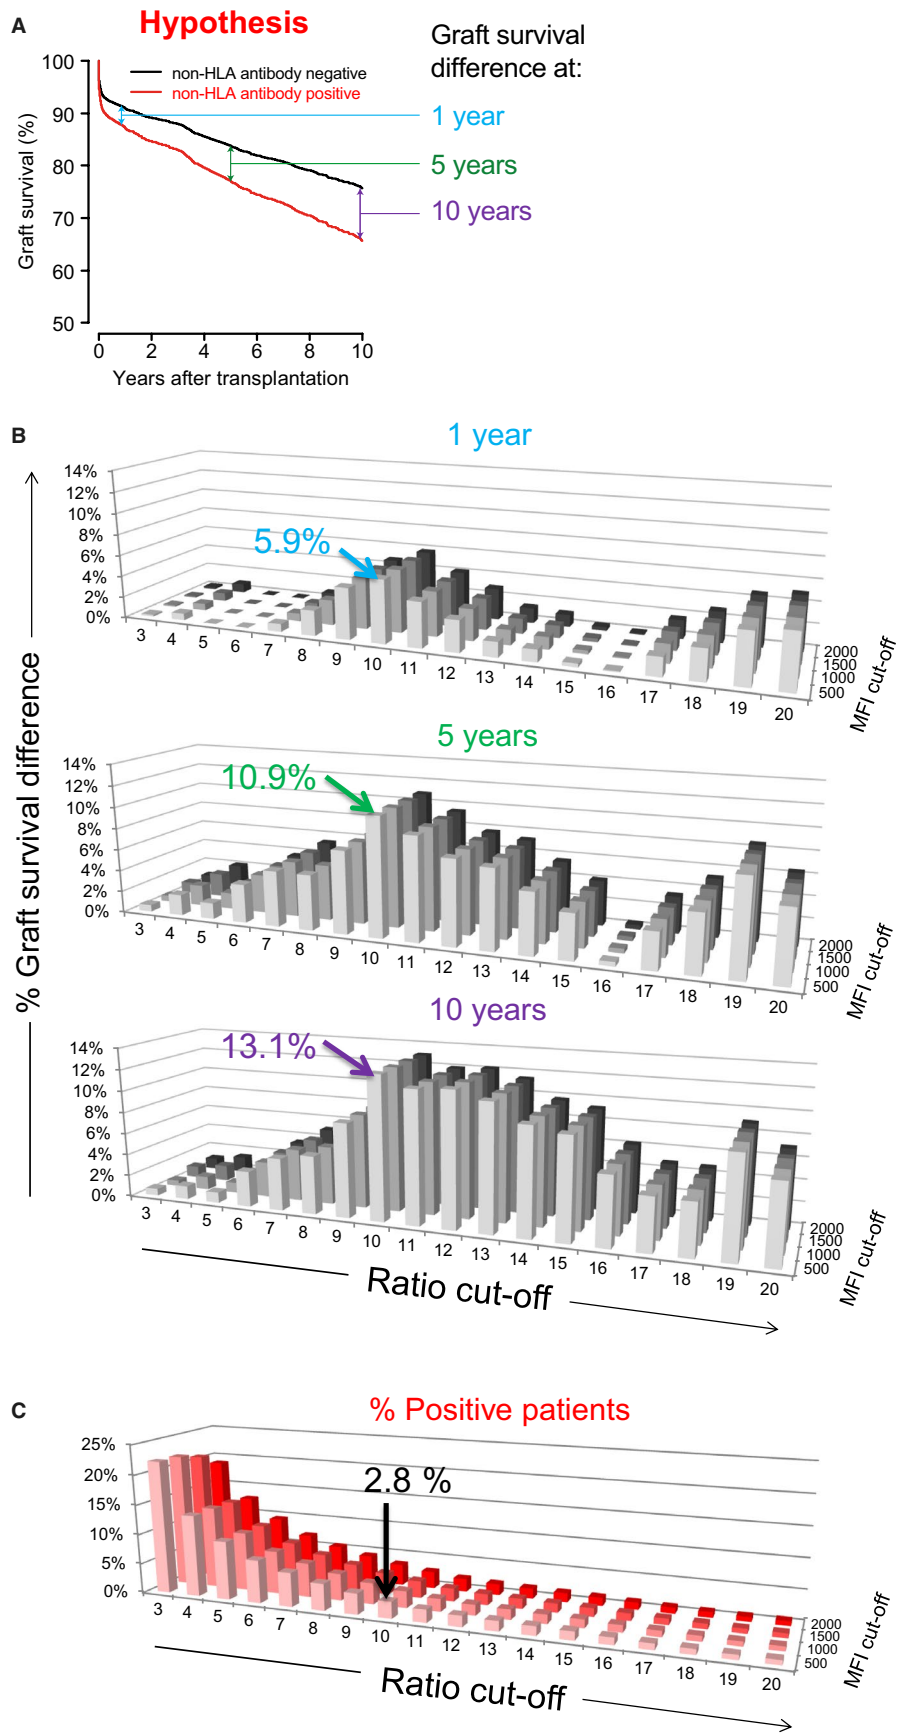 A
Hypothesis
Graft survival
difference at:
100
90
80
70
60
50
Graft survival (%)
non-HLA antibody negative
non-HLA antibody positive
1 year
5 years
10 years
0 2 4 6 8 10
Years after transplantation
B
% Graft survival difference
1 year
14%
12%
10%
8%
6%
4%
2%
0%
5.9%
3 4 5 6 7 8 9 10 11 12 13 14 15 16 17 18 19 20
2000
1500
1000
500
MFI cut-off
5 years
14%
12%
10%
8%
6%
4%
2%
0%
10.9%
3 4 5 6 7 8 9 10 11 12 13 14 15 16 17 18 19 20
2000
1500
1000
500
MFI cut-off
10 years
14%
12%
10%
8%
6%
4%
2%
0%
13.1%
3 4 5 6 7 8 9 10 11 12 13 14 15 16 17 18 19 20
2000
1500
1000
500
MFI cut-off
Ratio cut-off
C
% Positive patients
25%
20%
15%
10%
5%
0%
2.8 %
3 4 5 6 7 8 9 10 11 12 13 14 15 16 17 18 19 20
2000
1500
1000
500
MFI cut-off
Ratio cut-off